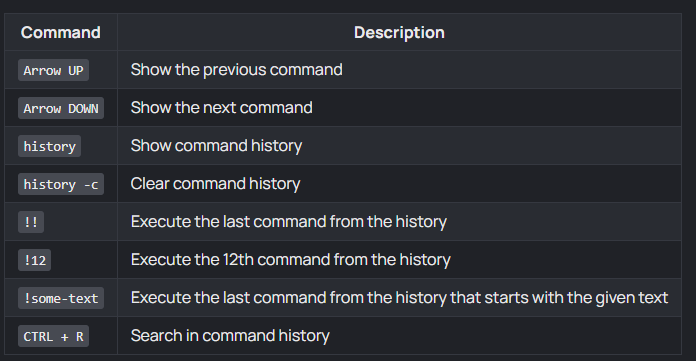 Command Description
Arrow UP Show the previous command
Arrow DOWN Show the next command
history Show command history
history -c Clear command history
!! Execute the last command from the history
!12 Execute the 12th command from the history
!some-text Execute the last command from the history that starts with the given text
CTRL + R Search in command history